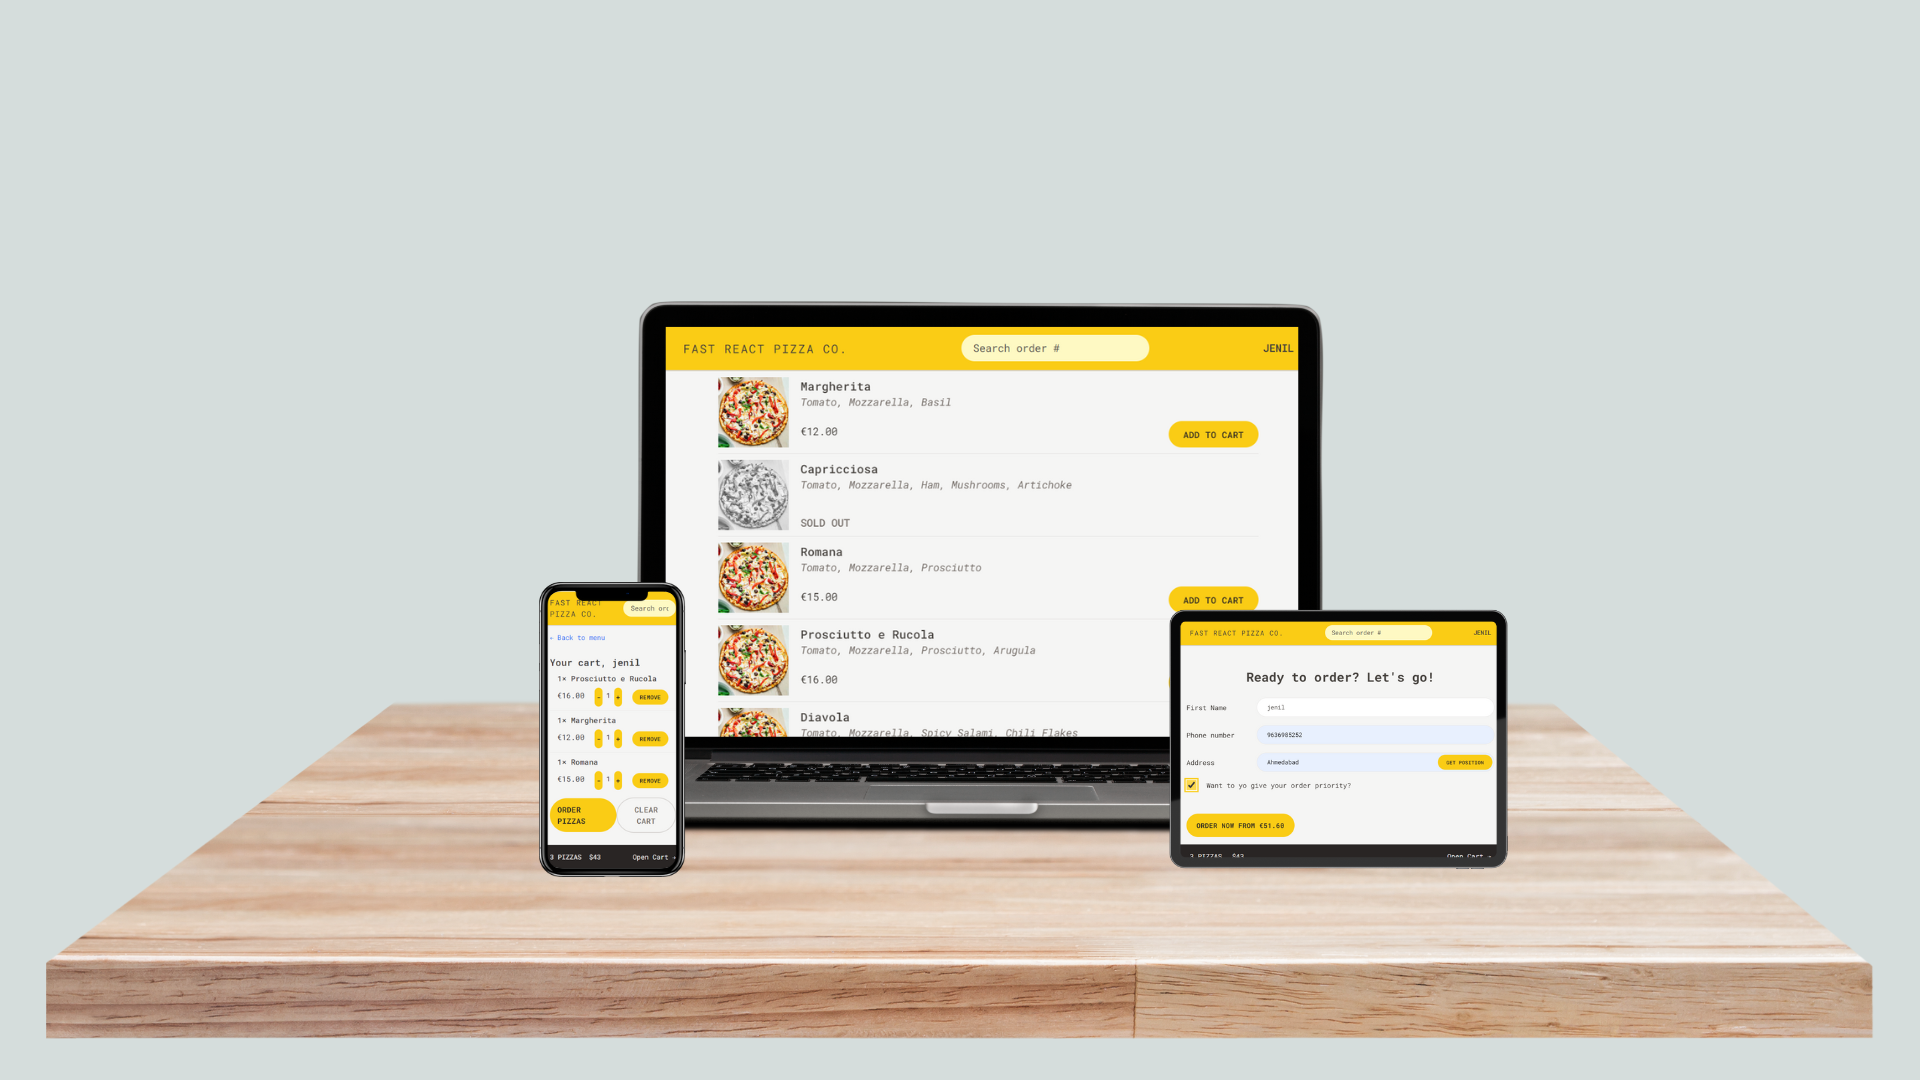 FAST REACT PIZZA CO.
Search order #
JENIL
Margherita
Tomato, Mozzarella, Basil
€12.00
ADD TO CART
Capricciosa
Tomato, Mozzarella, Ham, Mushrooms, Artichoke
SOLD OUT
Romana
Tomato, Mozzarella, Prosciutto
€15.00
ADD TO CART
Prosciutto e Rucola
Tomato, Mozzarella, Prosciutto, Arugula
€16.00
Diavola
Tomato, Mozzarella, Spicy Salami, Chili Flakes
FAST REACT
PIZZA CO.
Search orc
← Back to menu
Your cart, jenil
1× Prosciutto e Rucola
€16.00 - 1 + REMOVE
1× Margherita
€12.00 - 1 + REMOVE
1× Romana
€15.00 - 1 + REMOVE
ORDER
PIZZAS
CLEAR
CART
3 PIZZAS $43 Open Cart →
FAST REACT PIZZA CO.
Search order #
JENIL
Ready to order? Let's go!
First Name jenil
Phone number 9636985252
Address Ahmedabad GET POSITION
Want to yo give your order priority?
ORDER NOW FROM €51.60
3 PIZZAS $43 Open Cart →